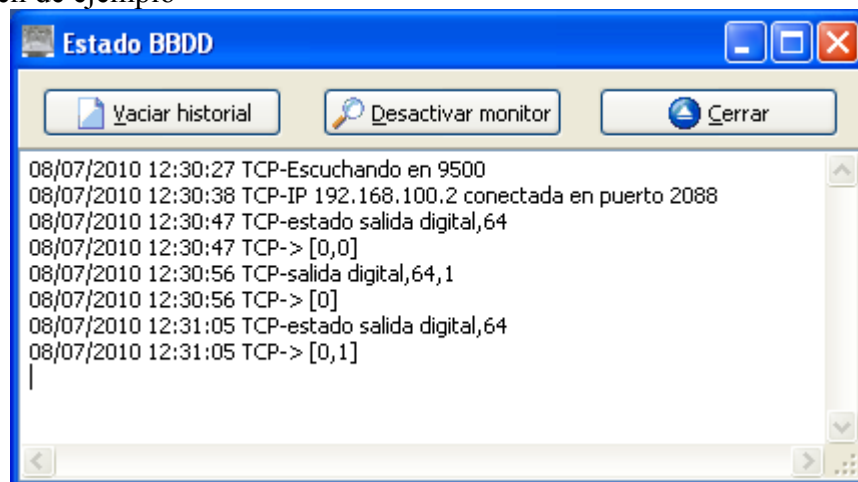 de ejemplo
Estado BBDD
Vaciar historial
Desactivar monitor
Cerrar
08/07/2010 12:30:27 TCP-Escuchando en 9500
08/07/2010 12:30:38 TCP-IP 192.168.100.2 conectada en puerto 2088
08/07/2010 12:30:47 TCP-estado salida digital,64
08/07/2010 12:30:47 TCP-> [0,0]
08/07/2010 12:30:56 TCP-salida digital,64,1
08/07/2010 12:30:56 TCP-> [0]
08/07/2010 12:31:05 TCP-estado salida digital,64
08/07/2010 12:31:05 TCP-> [0,1]